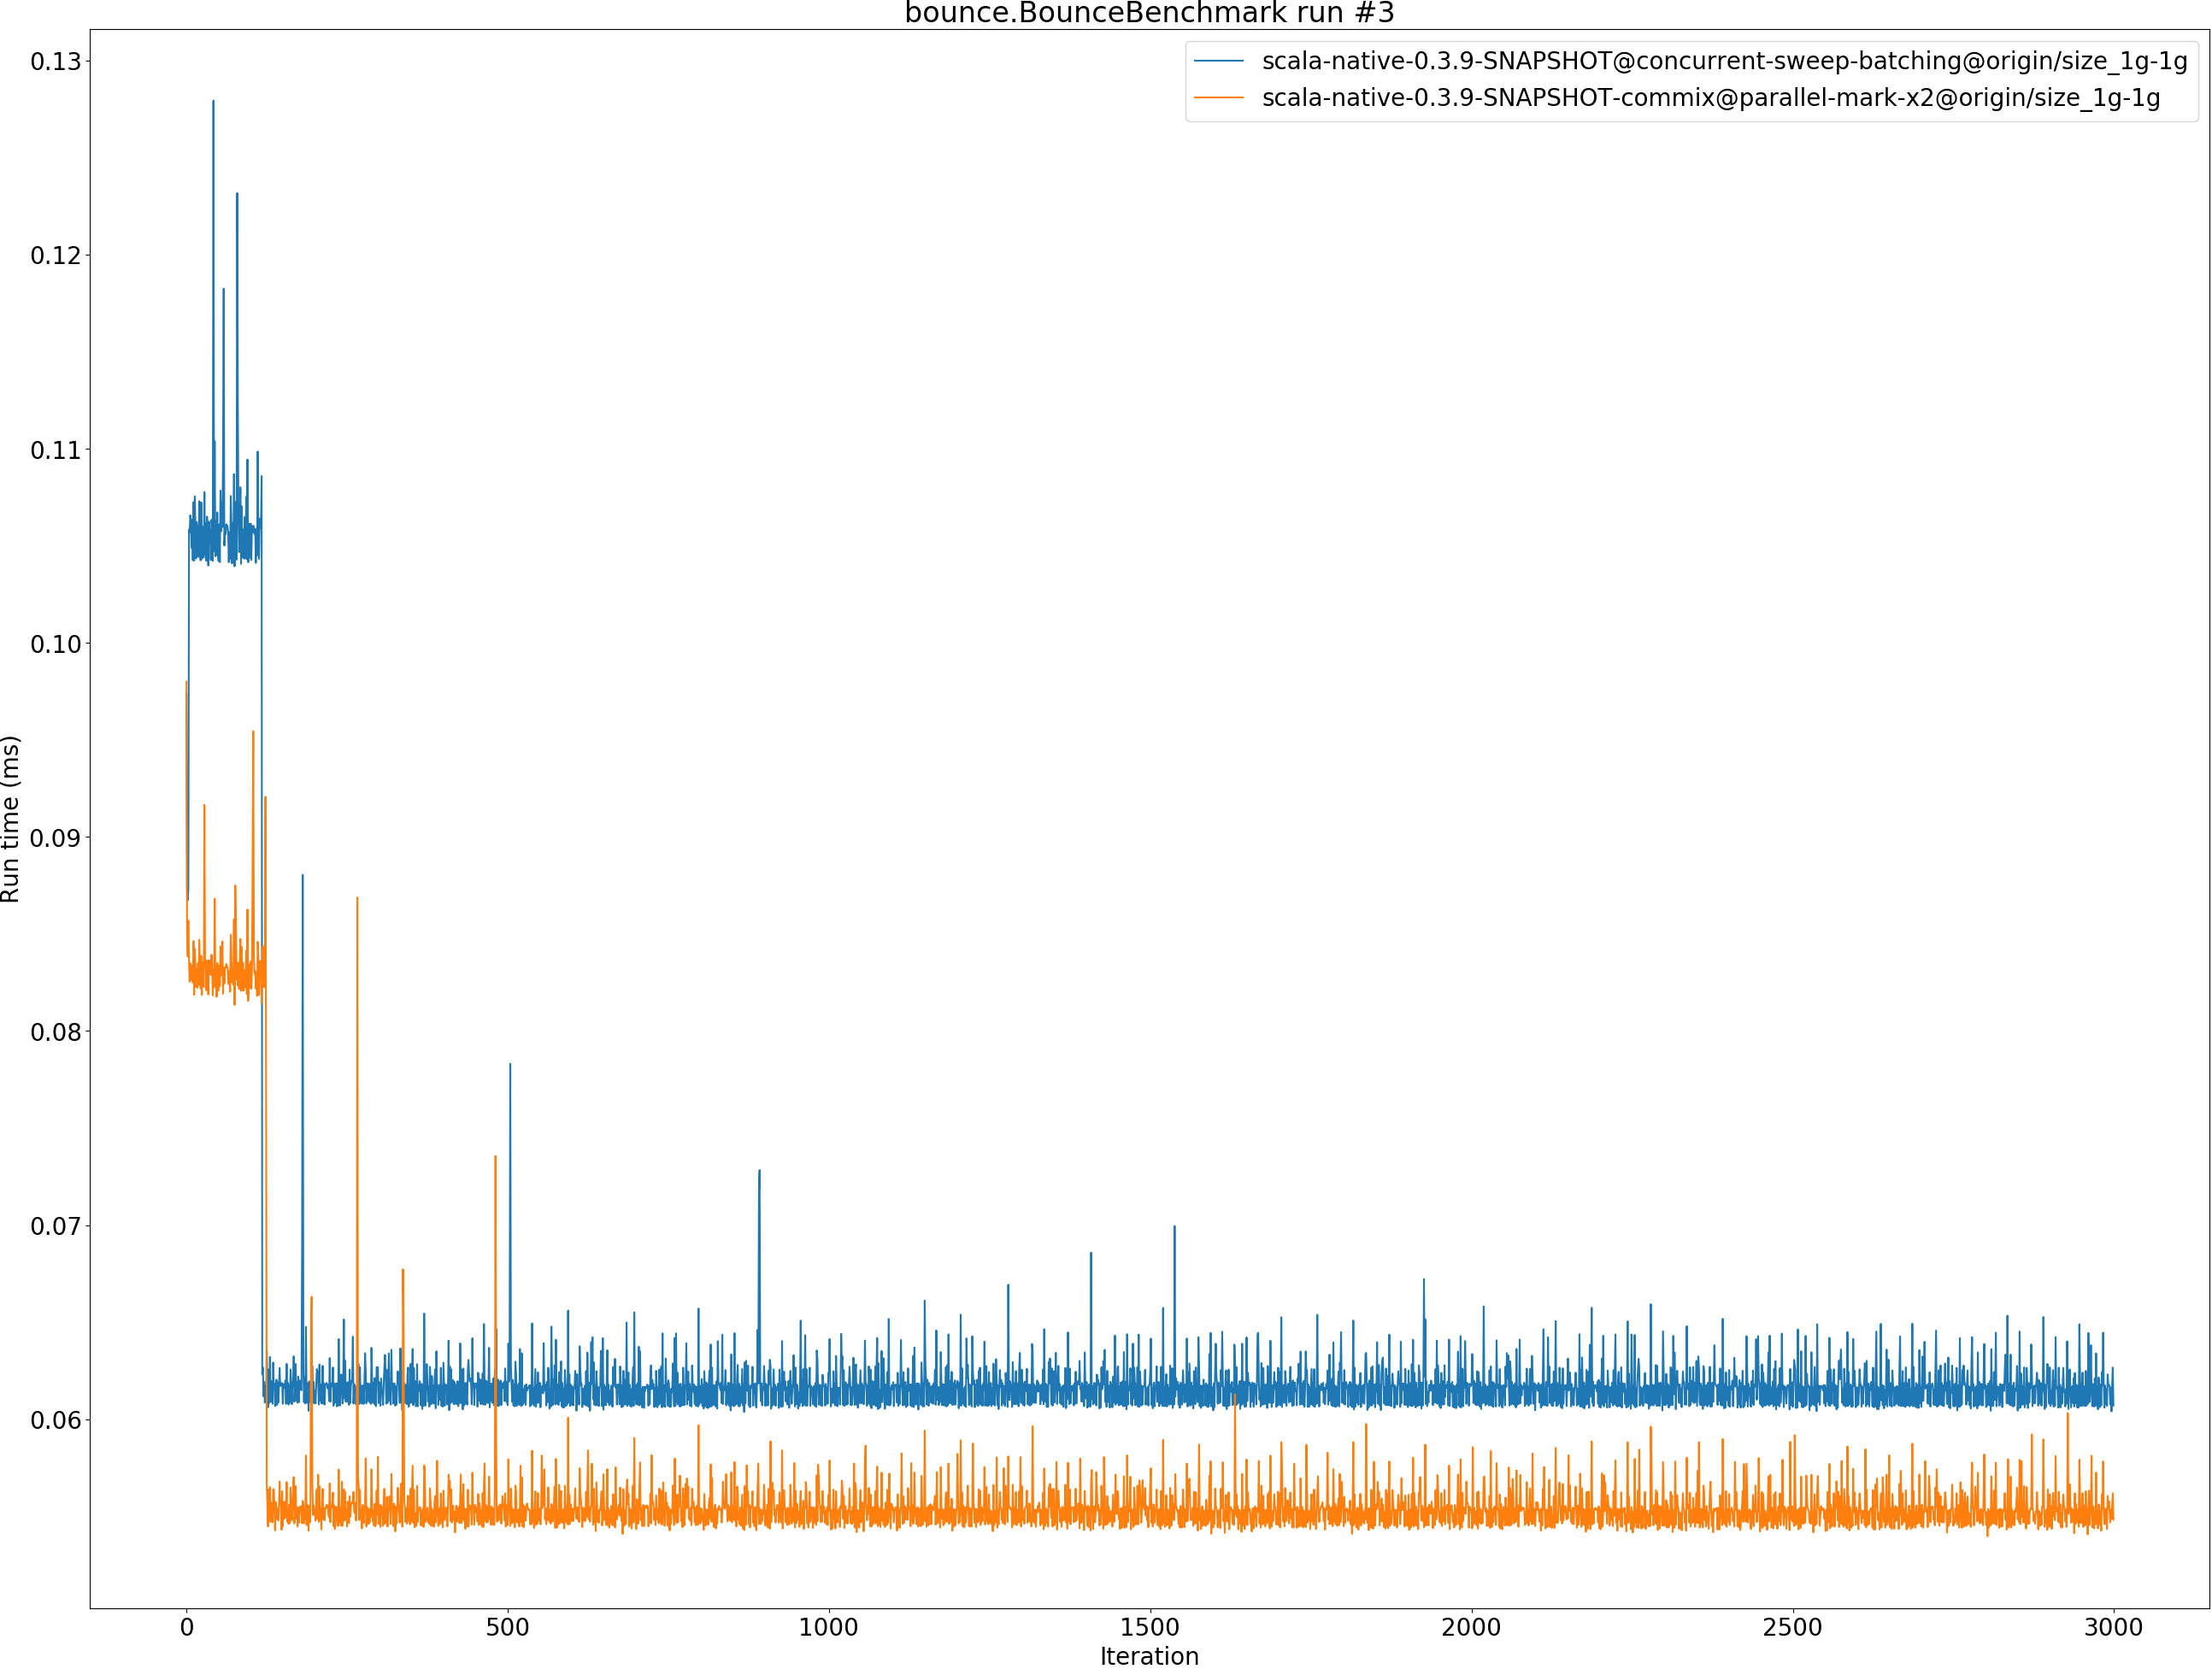 bounce.BounceBenchmark run #3
scala-native-0.3.9-SNAPSHOT@concurrent-sweep-batching@origin/size_1g-1g
scala-native-0.3.9-SNAPSHOT-commix@parallel-mark-x2@origin/size_1g-1g
0.13
0.12
0.11
0.10
0.09
0.08
0.07
0.06
Run time (ms)
0 500 1000 1500 2000 2500 3000
Iteration